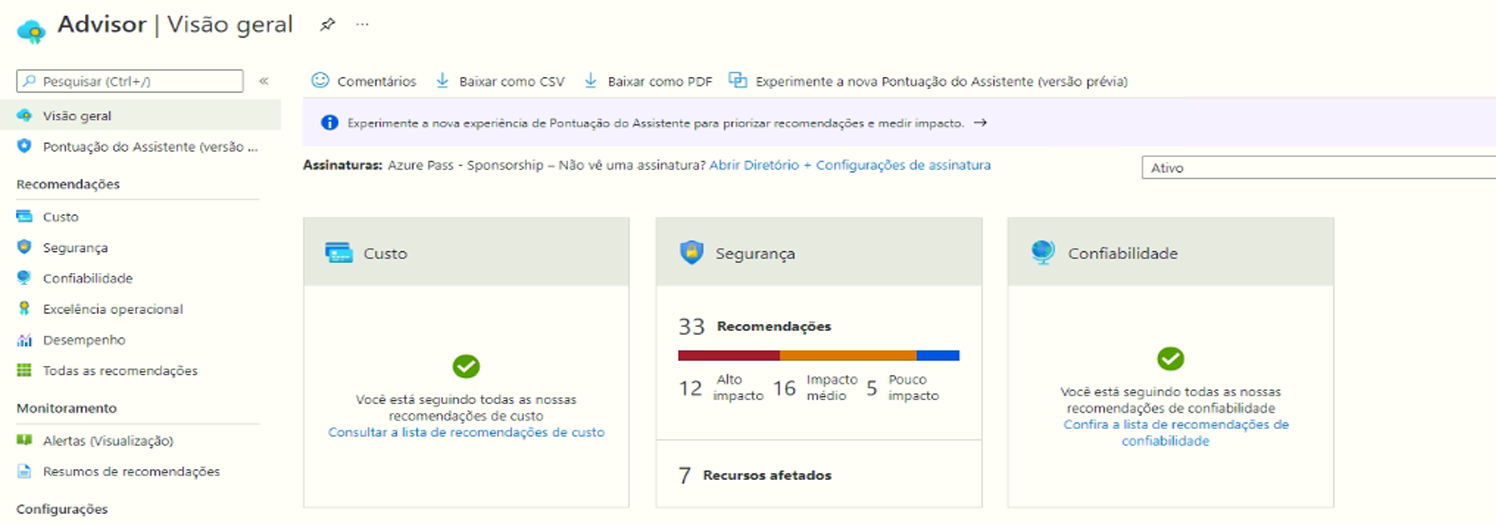 Advisor | Visão geral ...
Pesquisar (Ctrl+/) «
Visão geral
Pontuação do Assistente (versão ...
Recomendações
Custo
Segurança
Confiabilidade
Excelência operacional
Desempenho
Todas as recomendações
Monitoramento
Alertas (Visualização)
Resumos de recomendações
Configurações
Comentários Baixar como CSV Baixar como PDF Experimente a nova Pontuação do Assistente (versão prévia)
Experimente a nova experiência de Pontuação do Assistente para priorizar recomendações e medir impacto. →
Assinaturas: Azure Pass - Sponsorship – Não vê uma assinatura? Abrir Diretório + Configurações de assinatura
Ativo
Custo
Você está seguindo todas as nossas
recomendações de custo
Consultar a lista de recomendações de custo
Segurança
33 Recomendações
12 Alto impacto 16 Impacto médio 5 Pouco impacto
7 Recursos afetados
Confiabilidade
Você está seguindo todas as nossas
recomendações de confiabilidade
Confira a lista de recomendações de
confiabilidade